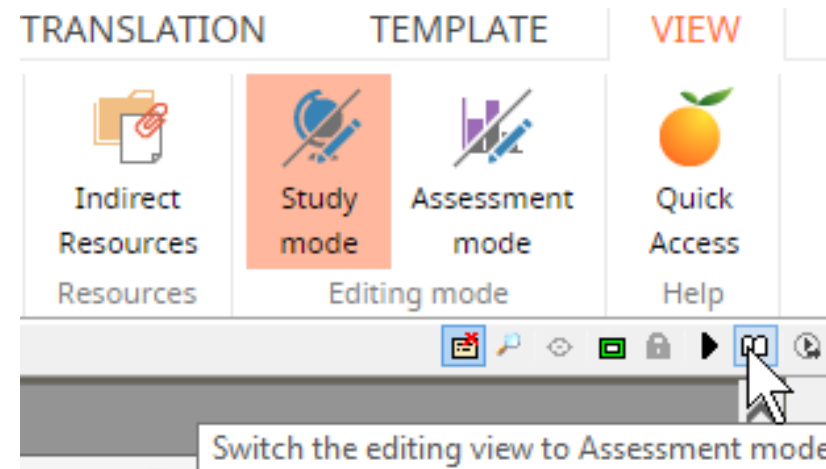 TRANSLATION TEMPLATE VIEW
Indirect Resources
Study mode
Assessment mode
Quick Access
Resources Editing mode Help
Switch the editing view to Assessment mode